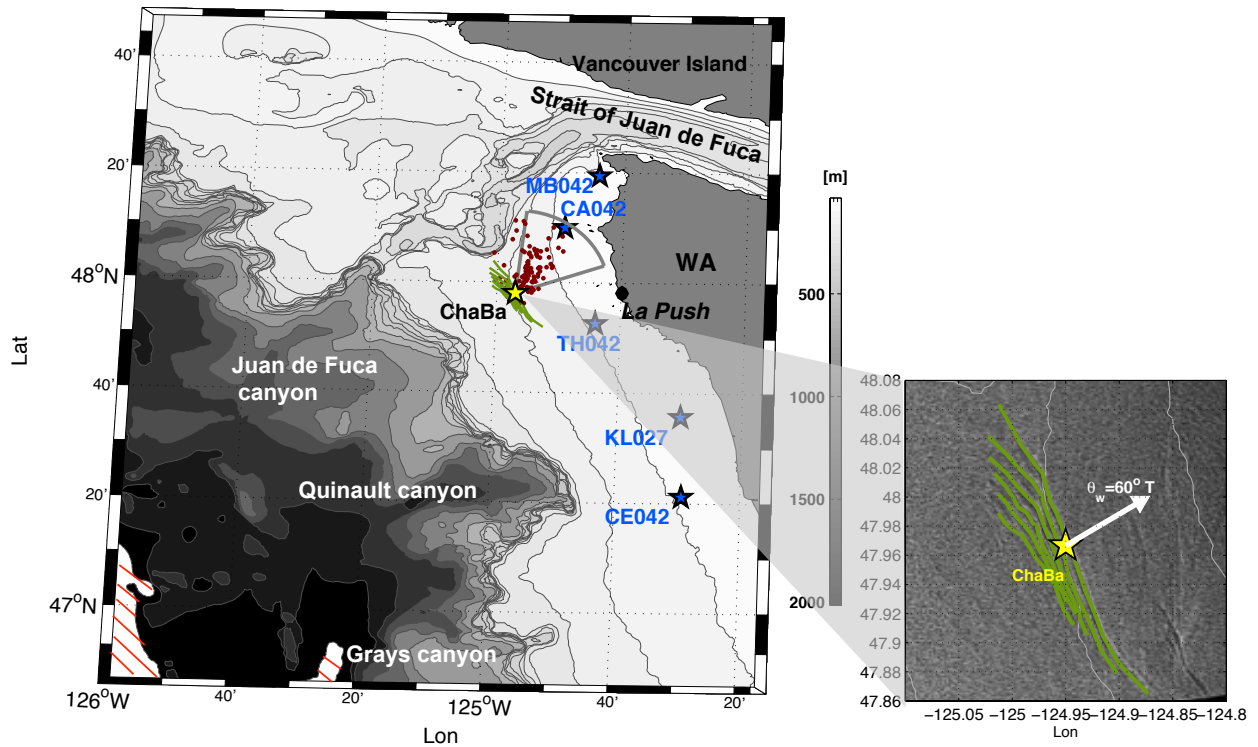 40'
20'
48°N
40'
20'
47°N
Lat
126°W
40'
20'
125°W
40'
20'
Lon
Vancouver Island
Strait of Juan de Fuca
MB042
CA042
WA
La Push
ChaBa
TH042
Juan de Fuca
canyon
KL027
Quinault canyon
CE042
Grays canyon
[m]
500
1000
1500
2000
48.08
48.06
48.04
48.02
48
47.98
47.96
47.94
47.92
47.9
47.88
47.86
θw=60° T
ChaBa
−125.05 −125 −124.95 −124.9 −124.85 −124.8
Lon